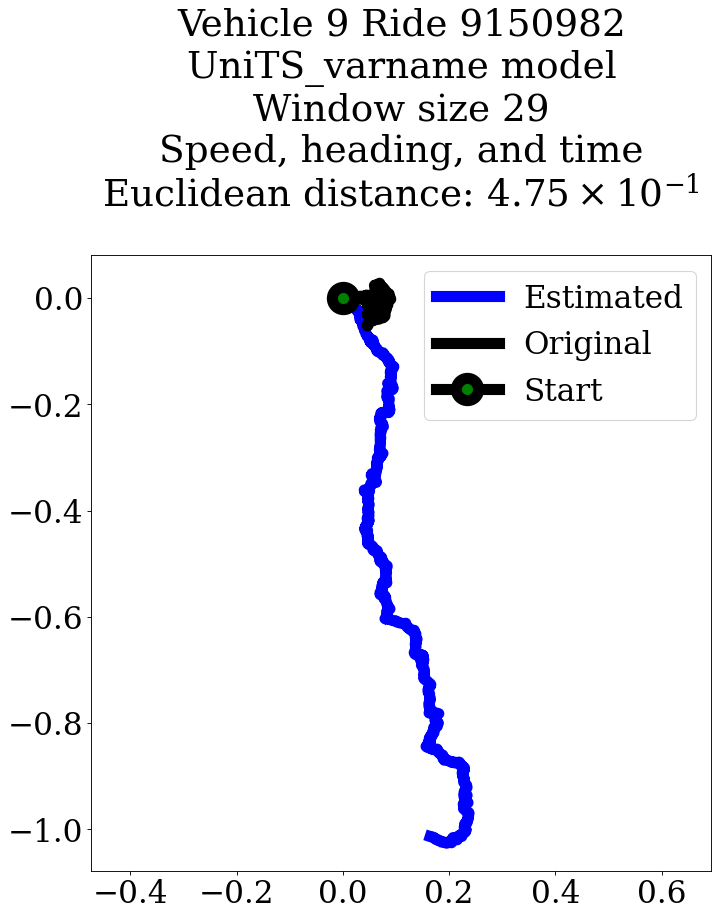 Vehicle 9 Ride 9150982
UniTS_varname model
Window size 29
Speed, heading, and time
Euclidean distance: 4.75 × 10⁻¹
Estimated
Original
Start
0.0
−0.2
−0.4
−0.6
−0.8
−1.0
−0.4 −0.2 0.0 0.2 0.4 0.6